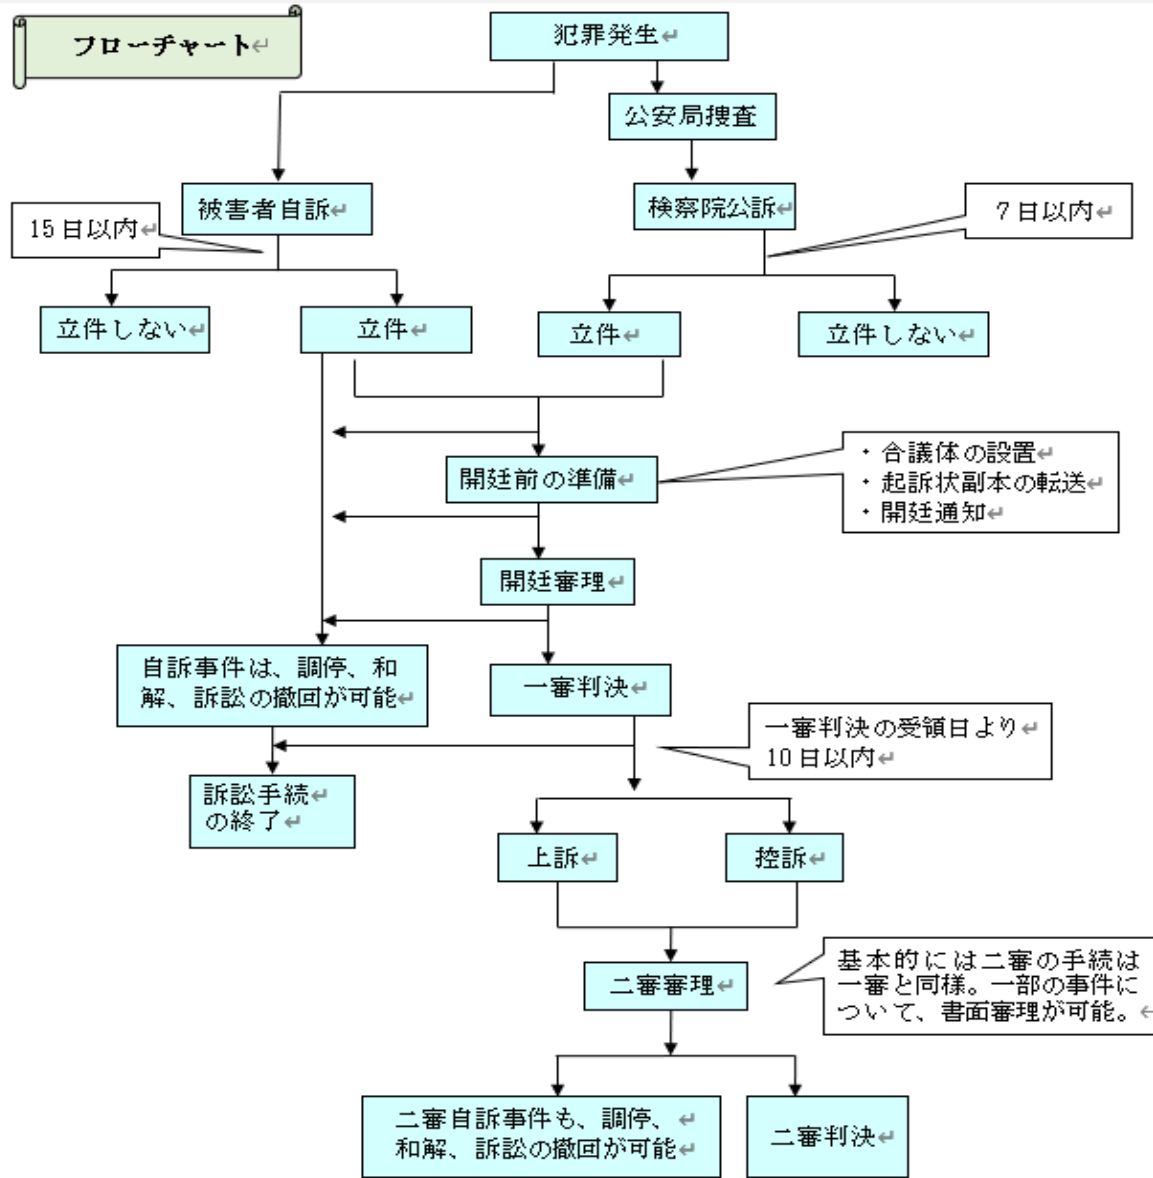 フローチャート
犯罪発生
公安局捜査
被害者自訴
検察院公訴
15日以内
7日以内
立件しない
立件
立件
立件しない
・合議体の設置
・起訴状副本の転送
・開廷通知
開廷前の準備
開廷審理
自訴事件は、調停、和
解、訴訟の撤回が可能
一審判決
一審判決の受領日より
10日以内
訴訟手続
の終了
上訴
控訴
二審審理
基本的には二審の手続は
一審と同様。一部の事件に
ついて、書面審理が可能。
二審自訴事件も、調停、
和解、訴訟の撤回が可能
二審判決